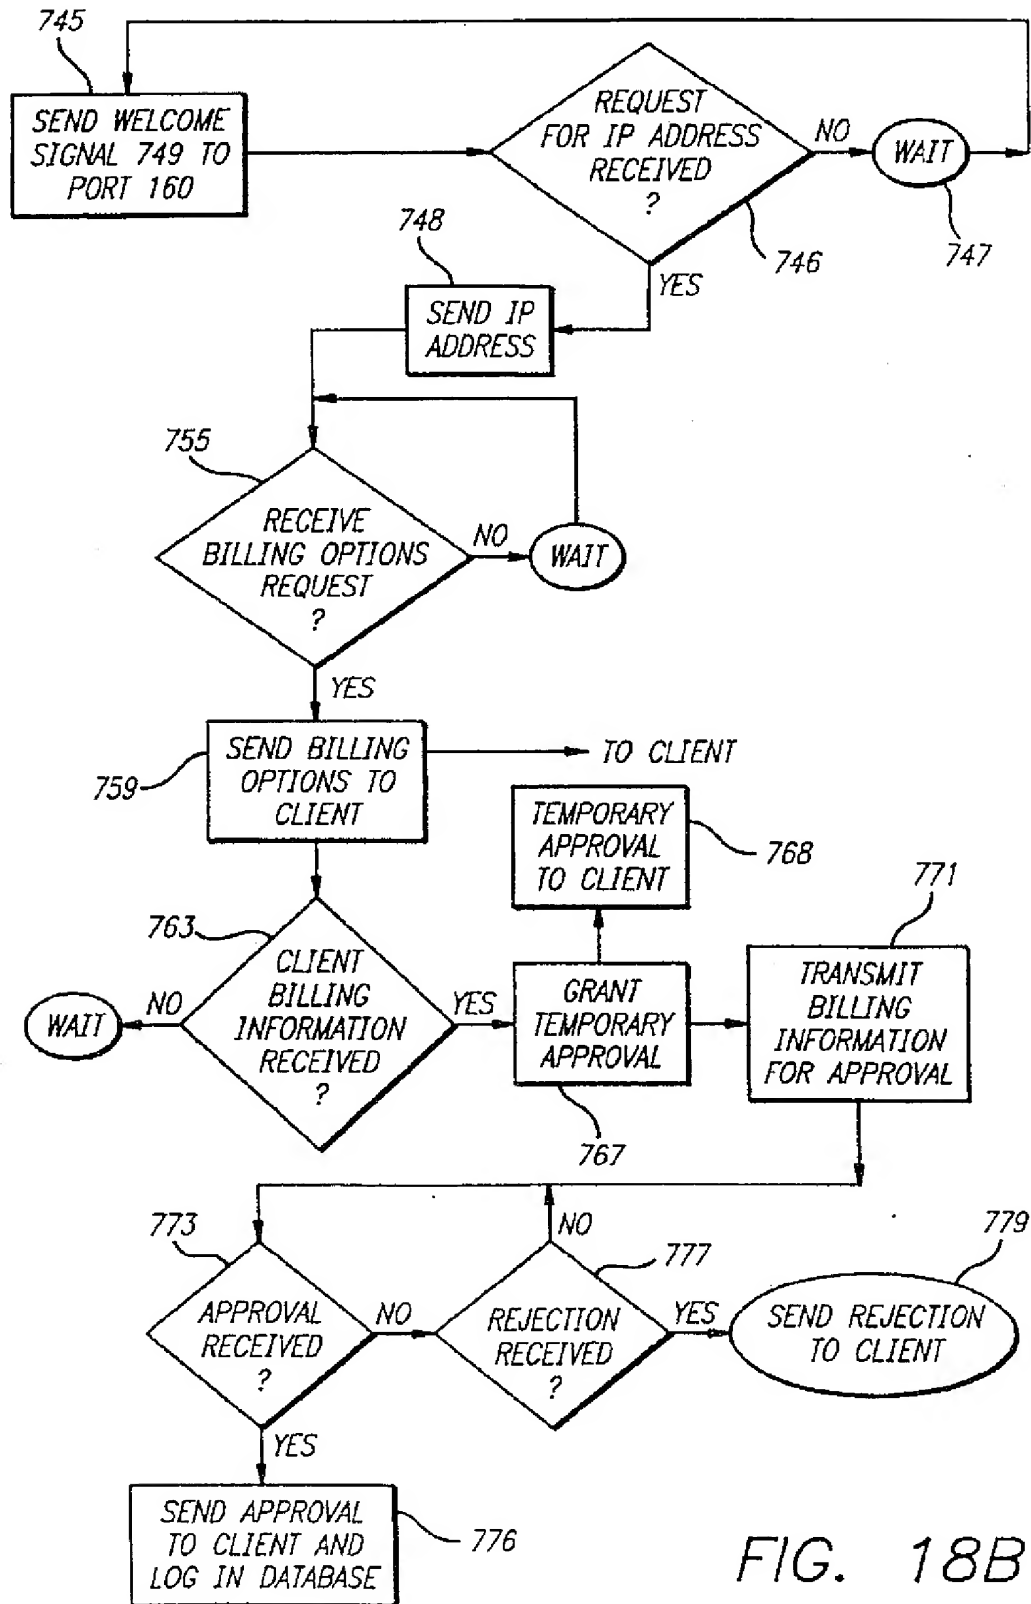 745
SEND WELCOME
SIGNAL 749 TO
PORT 160
REQUEST
FOR IP ADDRESS
RECEIVED
?
NO
WAIT
747
746
YES
748
SEND IP
ADDRESS
755
RECEIVE
BILLING OPTIONS
REQUEST
?
NO
WAIT
YES
759
SEND BILLING
OPTIONS TO
CLIENT
TO CLIENT
TEMPORARY
APPROVAL
TO CLIENT
768
763
CLIENT
BILLING
INFORMATION
RECEIVED
?
NO
WAIT
YES
GRANT
TEMPORARY
APPROVAL
767
771
TRANSMIT
BILLING
INFORMATION
FOR APPROVAL
773
APPROVAL
RECEIVED
?
NO
NO
777
REJECTION
RECEIVED
?
YES
779
SEND REJECTION
TO CLIENT
YES
SEND APPROVAL
TO CLIENT AND
LOG IN DATABASE
776
FIG. 18B